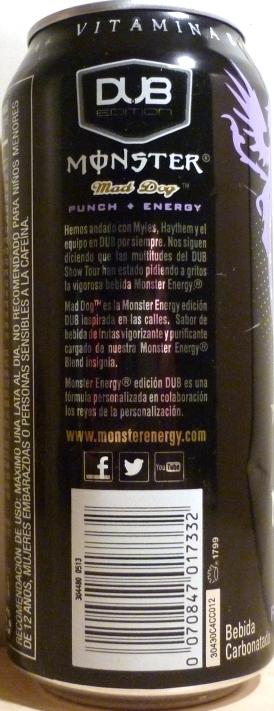 VITAMINA B
DUB
EDITION
MONSTER®
Mad Dog™
PUNCH + ENERGY
Hemos andado con Myles, Haythem y el
equipo en DUB por siempre. Nos siguen
diciendo que las multitudes del DUB
Show Tour han estado pidiendo a gritos
la vigorosa bebida Monster Energy.®
Mad Dog™ es la Monster Energy edición
DUB inspirada en las calles. Sabor de
bebida de frutas vigorizante y purificante
cargado de nuestra Monster Energy®
Blend insignia.
Monster Energy® edición DUB es una
fórmula personalizada en colaboración
los reyes de la personalización.
www.monsterenergy.com
f
You Tube
RECOMENDACIÓN DE USO: MÁXIMO UNA LATA AL DÍA. NO RECOMENDADO PARA NIÑOS MENORES
DE 12 AÑOS, MUJERES EMBARAZADAS O PERSONAS SENSIBLES A LA CAFEÍNA.
304480 0513
0 070847 017332
1799
30430C4CC012
Bebida
Carbonatada